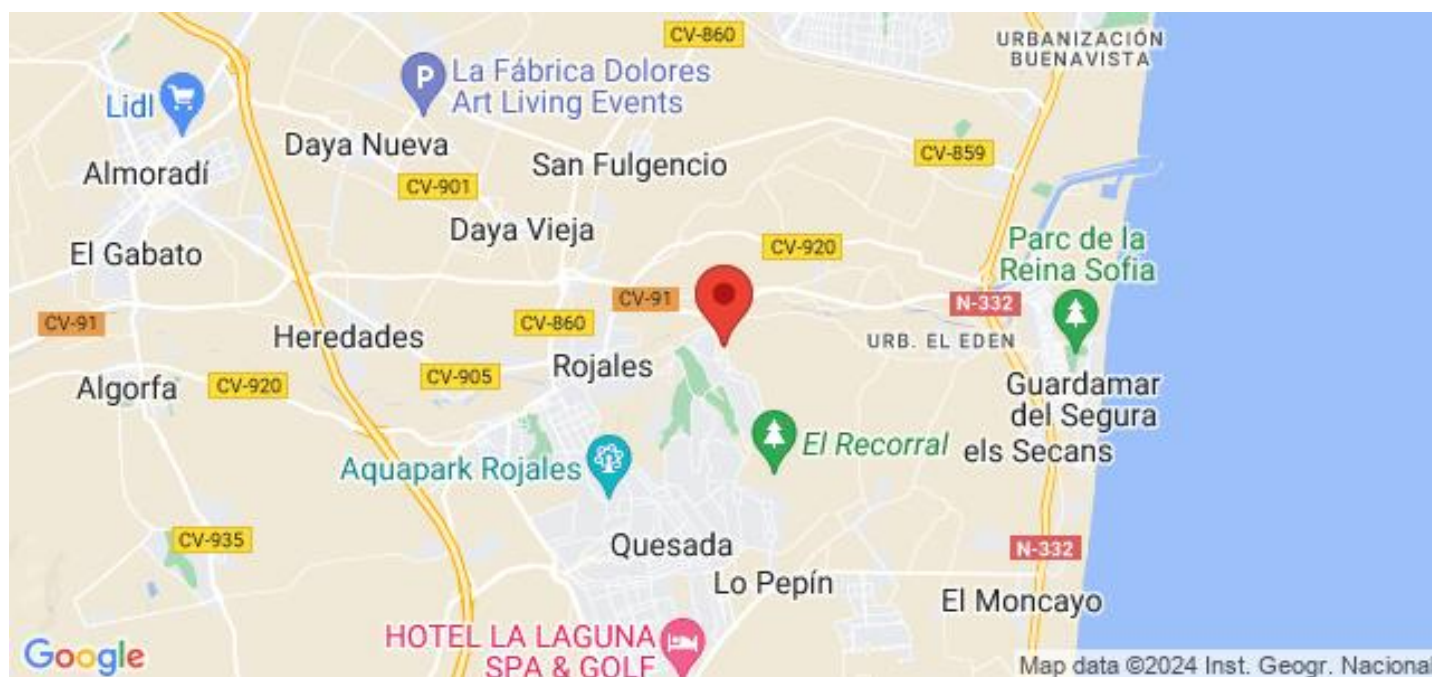 CV-860
URBANIZACIÓN
BUENAVISTA
La Fábrica Dolores
Art Living Events
P
Lidl
Daya Nueva
San Fulgencio
CV-859
Almoradí
CV-901
Daya Vieja
El Gabato
CV-920
Parc de la
Reina Sofia
CV-91
N-332
CV-91
CV-860
Heredades
URB. EL EDEN
Rojales
CV-905
CV-920
Algorfa
Guardamar
del Segura
El Recorral
els Secans
Aquapark Rojales
CV-935
Quesada
N-332
Lo Pepín
El Moncayo
HOTEL LA LAGUNA
SPA & GOLF
Google
Map data ©2024 Inst. Geogr. Nacional